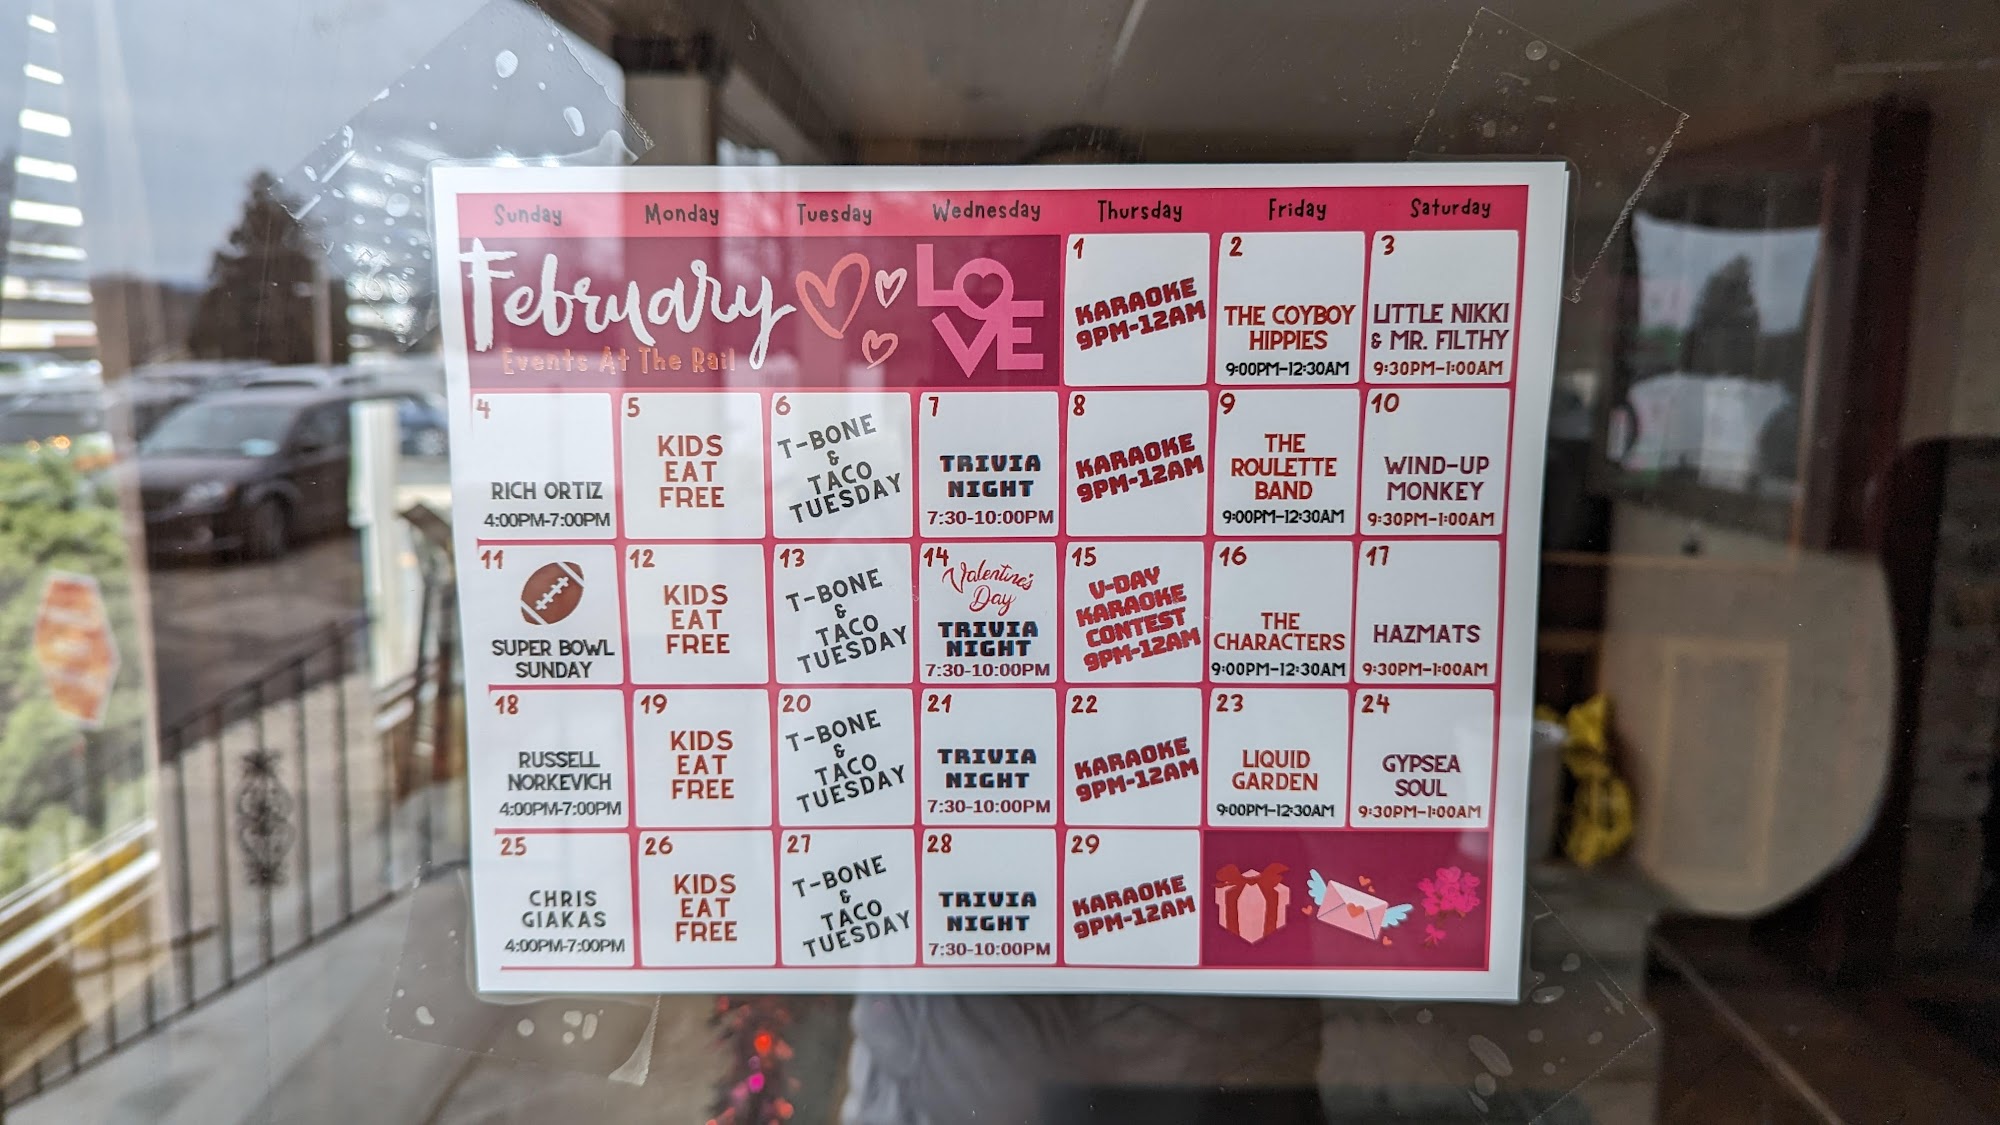 Sunday Monday Tuesday Wednesday Thursday Friday Saturday
February
Events At The Rail
LOVE
1
KARAOKE
9PM-12AM
2
THE COYBOY
HIPPIES
9:00PM-12:30AM
3
LITTLE NIKKI
& MR. FILTHY
9:30PM-1:00AM
4
RICH ORTIZ
4:00PM-7:00PM
5
KIDS
EAT
FREE
6
T-BONE
&
TACO
TUESDAY
7
TRIVIA
NIGHT
7:30-10:00PM
8
KARAOKE
9PM-12AM
9
THE
ROULETTE
BAND
9:00PM-12:30AM
10
WIND-UP
MONKEY
9:30PM-1:00AM
11
SUPER BOWL
SUNDAY
12
KIDS
EAT
FREE
13
T-BONE
&
TACO
TUESDAY
14
Valentine's
Day
TRIVIA
NIGHT
7:30-10:00PM
15
V-DAY
KARAOKE
CONTEST
9PM-12AM
16
THE
CHARACTERS
9:00PM-12:30AM
17
HAZMATS
9:30PM-1:00AM
18
RUSSELL
NORKEVICH
4:00PM-7:00PM
19
KIDS
EAT
FREE
20
T-BONE
&
TACO
TUESDAY
21
TRIVIA
NIGHT
7:30-10:00PM
22
KARAOKE
9PM-12AM
23
LIQUID
GARDEN
9:00PM-12:30AM
24
GYPSEA
SOUL
9:30PM-1:00AM
25
CHRIS
GIAKAS
4:00PM-7:00PM
26
KIDS
EAT
FREE
27
T-BONE
&
TACO
TUESDAY
28
TRIVIA
NIGHT
7:30-10:00PM
29
KARAOKE
9PM-12AM